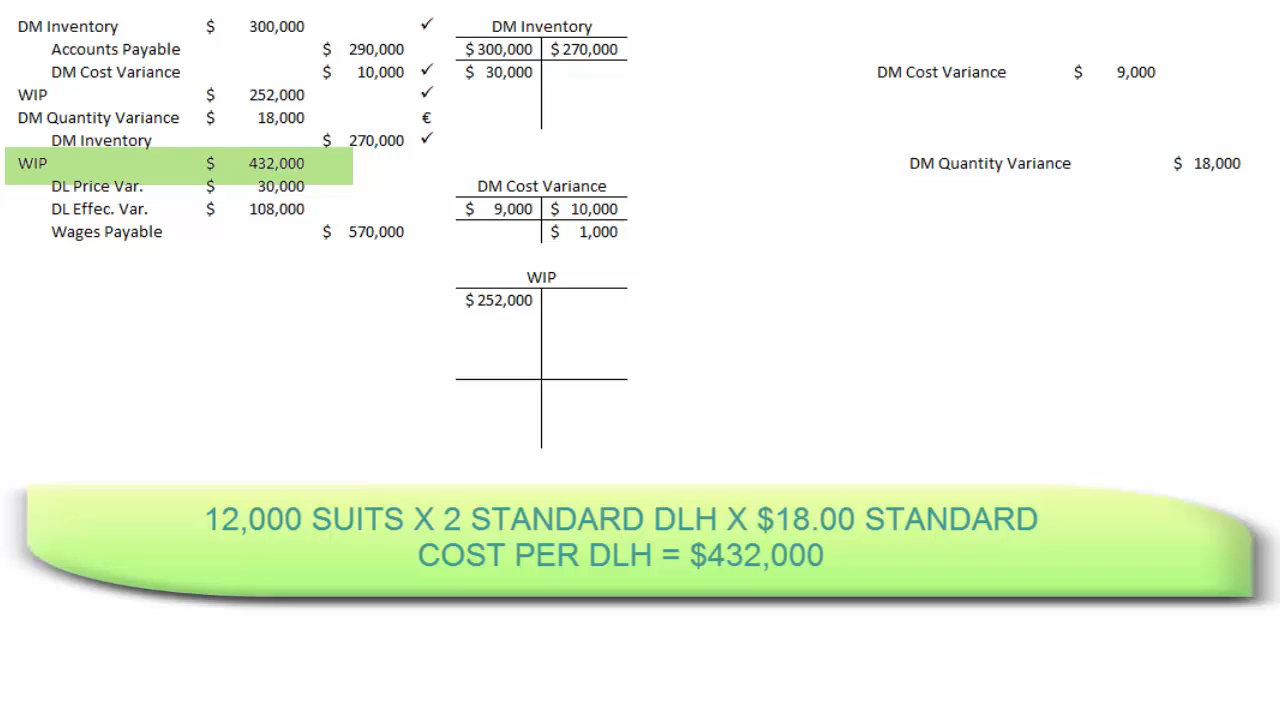 DM Inventory $ 300,000 ✓
Accounts Payable $ 290,000
DM Cost Variance $ 10,000 ✓
WIP $ 252,000 ✓
DM Quantity Variance $ 18,000 €
DM Inventory $ 270,000 ✓
WIP $ 432,000
DL Price Var. $ 30,000
DL Effec. Var. $ 108,000
Wages Payable $ 570,000
DM Inventory
$ 300,000 $ 270,000
$ 30,000
DM Cost Variance
$ 9,000 $ 10,000
$ 1,000
WIP
$ 252,000
DM Cost Variance $ 9,000
DM Quantity Variance $ 18,000
12,000 SUITS X 2 STANDARD DLH X $18.00 STANDARD
COST PER DLH = $432,000